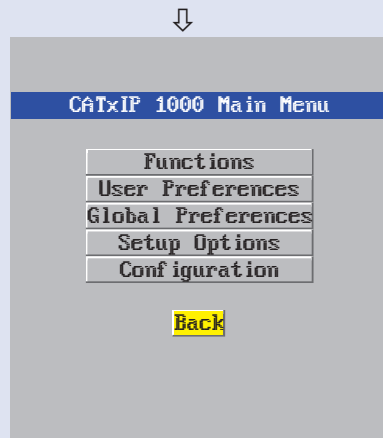 CATxIP 1000 Main Menu
Functions
User Preferences
Global Preferences
Setup Options
Configuration
Back